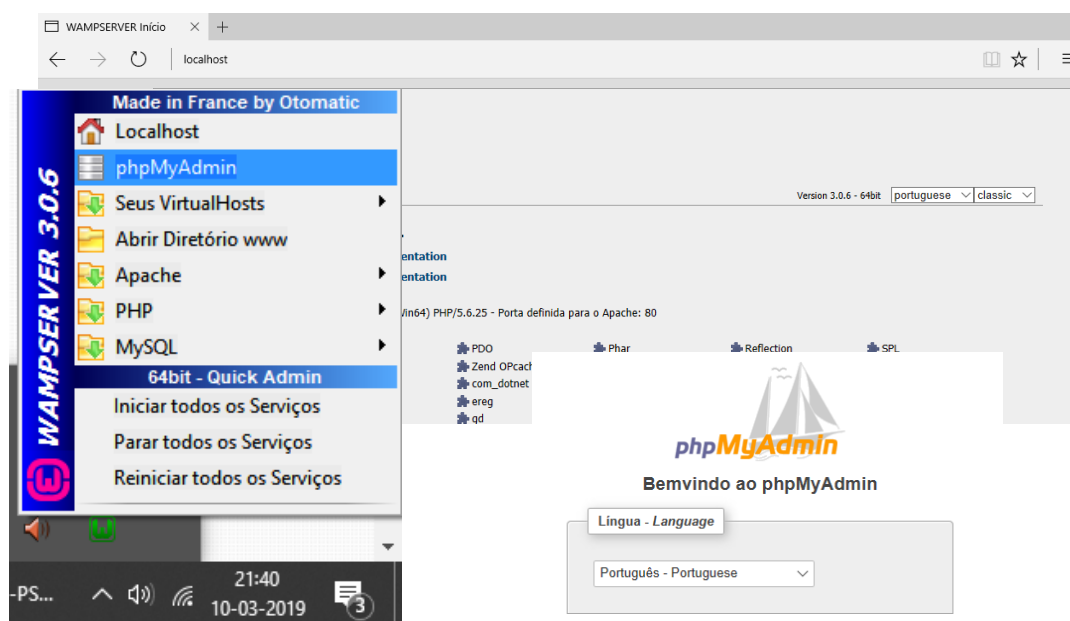 WAMPSERVER Início
localhost
Made in France by Otomatic
Localhost
phpMyAdmin
Seus VirtualHosts
Abrir Diretório www
Apache
PHP
MySQL
64bit - Quick Admin
Iniciar todos os Serviços
Parar todos os Serviços
Reiniciar todos os Serviços
WAMPSERVER 3.0.6
21:40
-PS...
10-03-2019
3
Version 3.0.6 - 64bit portuguese classic
entation
entation
/in64) PHP/5.6.25 - Porta definida para o Apache: 80
PDO Phar Reflection SPL
Zend OPcach
com_dotnet
ereg
gd
phpMyAdmin
Bemvindo ao phpMyAdmin
Língua - Language
Português - Portuguese